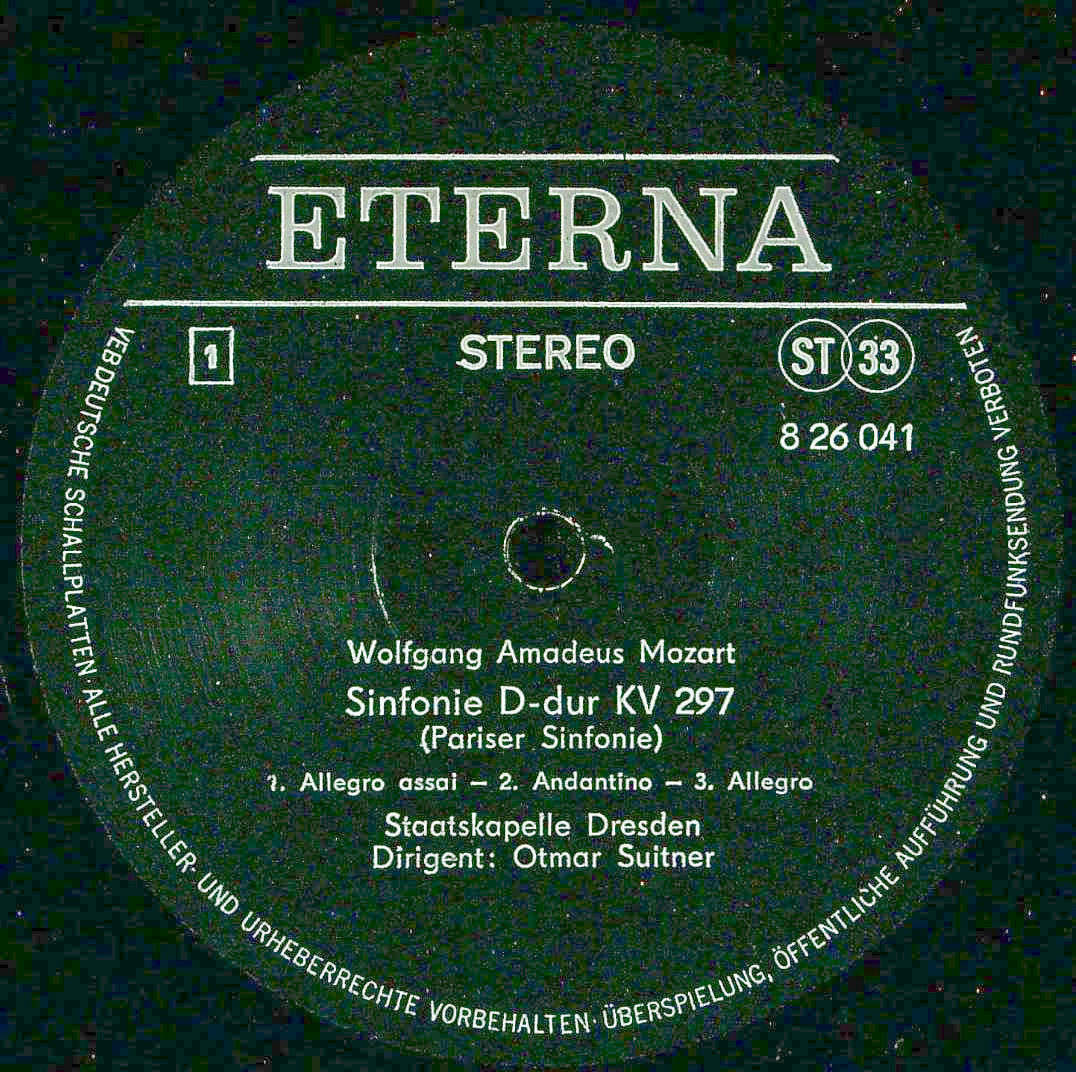 ETERNA
1 STEREO ST 33
8 26 041
Wolfgang Amadeus Mozart
Sinfonie D-dur KV 297
(Pariser Sinfonie)
1. Allegro assai – 2. Andantino – 3. Allegro
Staatskapelle Dresden
Dirigent: Otmar Suitner
VEB DEUTSCHE SCHALLPLATTEN · ALLE HERSTELLER- UND URHEBERRECHTE VORBEHALTEN · ÜBERSPIELUNG, ÖFFENTLICHE AUFFÜHRUNG UND RUNDFUNKSENDUNG VERBOTEN